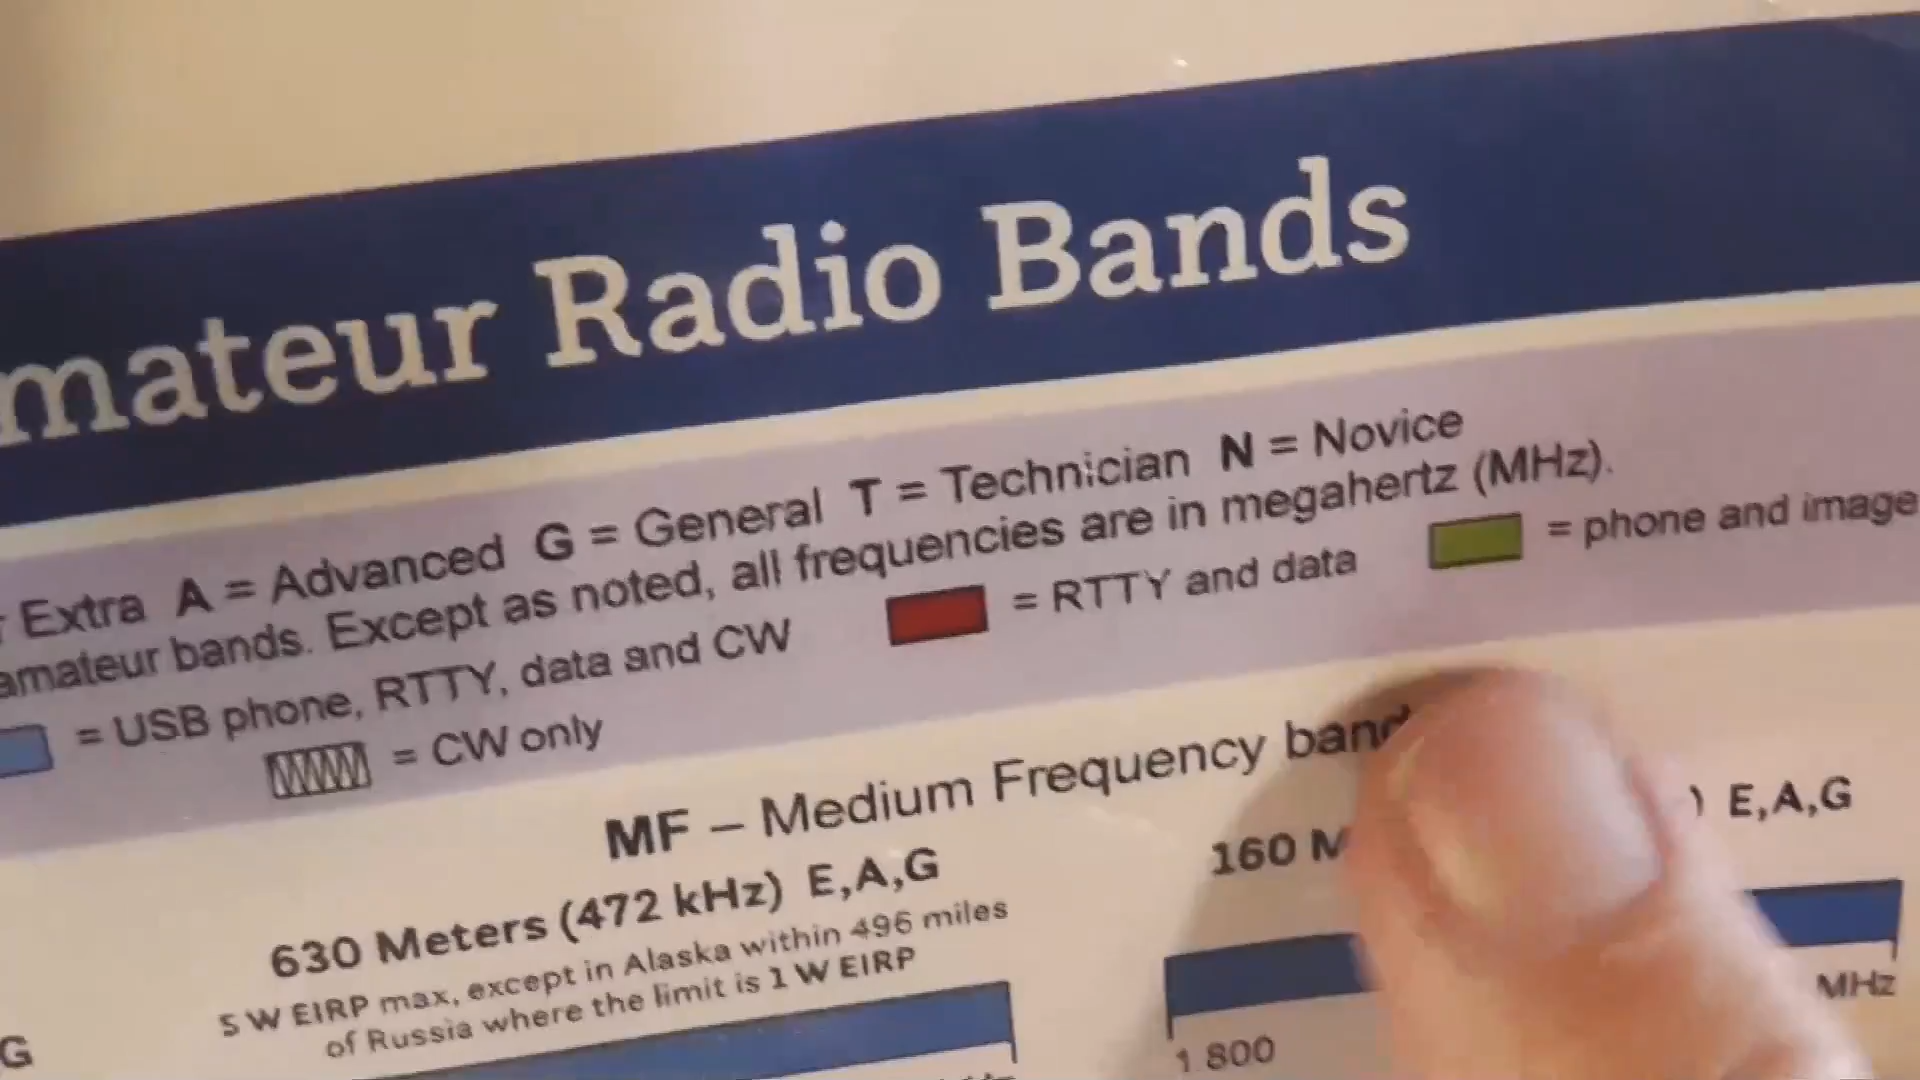 mateur Radio Bands
Extra A = Advanced G = General T = Technician N = Novice
amateur bands. Except as noted, all frequencies are in megahertz (MHz).
= USB phone, RTTY, data and CW = RTTY and data = phone and image
= CW only
MF – Medium Frequency band
630 Meters (472 kHz) E,A,G
5 W EIRP max, except in Alaska within 496 miles
of Russia where the limit is 1 W EIRP
160 M ) E,A,G
1.800 MHz
G